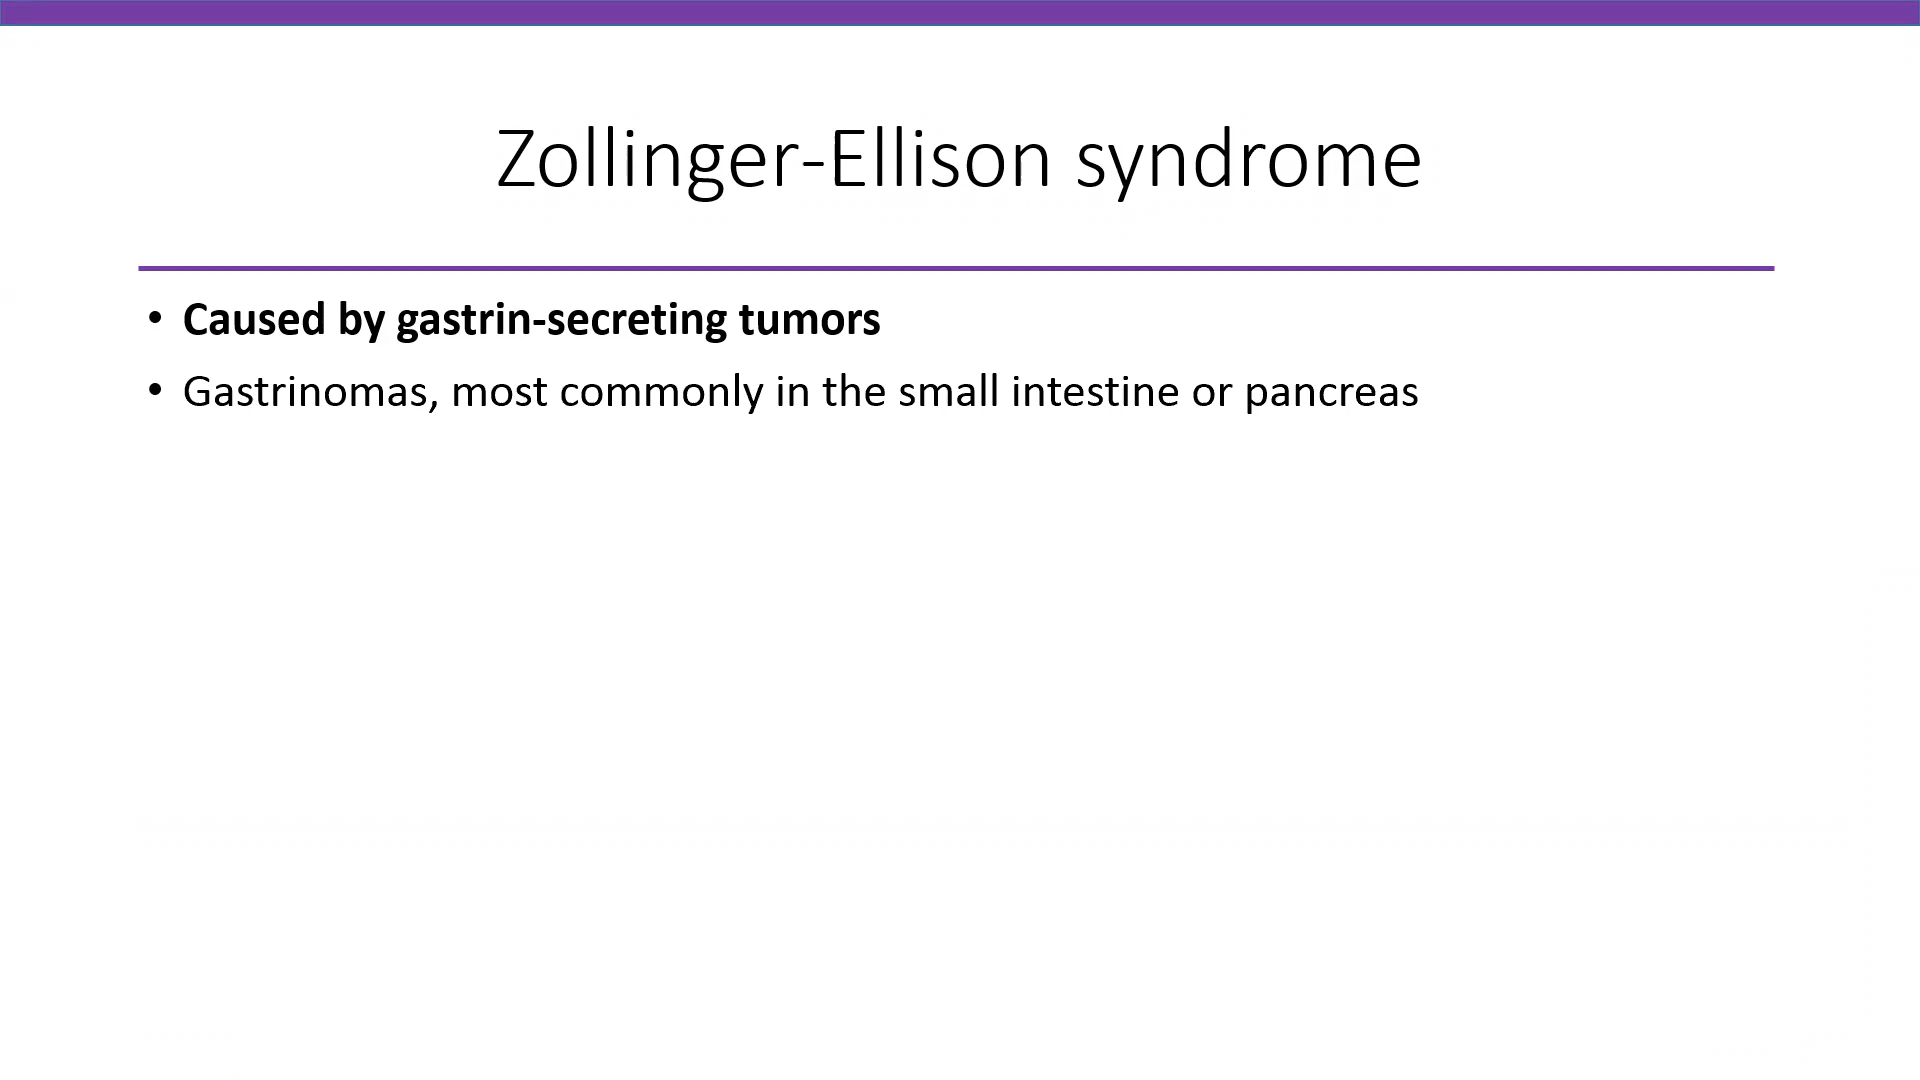 Zollinger-Ellison syndrome
• Caused by gastrin-secreting tumors
• Gastrinomas, most commonly in the small intestine or pancreas